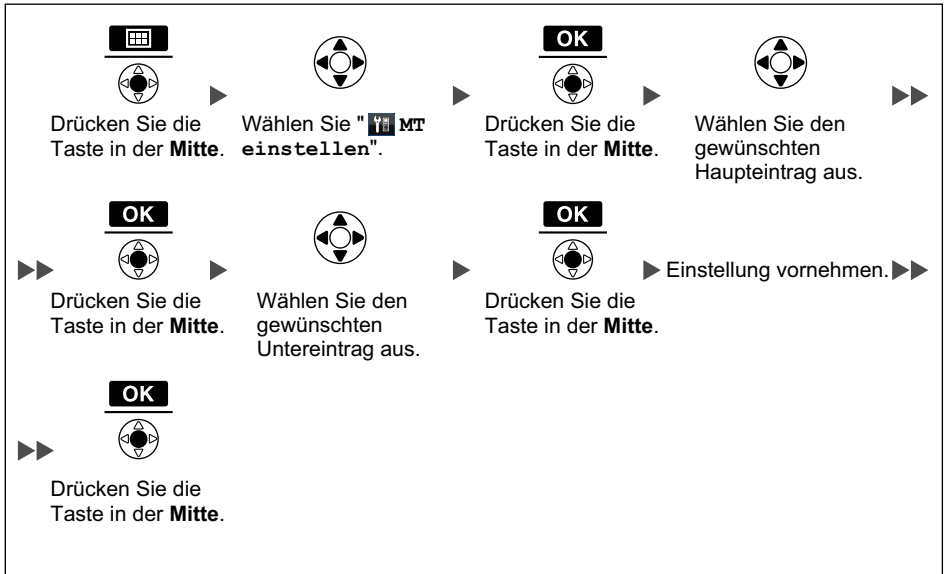 Drücken Sie die
Taste in der Mitte.
Wählen Sie " MT
einstellen".
OK
Drücken Sie die
Taste in der Mitte.
Wählen Sie den
gewünschten
Haupteintrag aus.
OK
Drücken Sie die
Taste in der Mitte.
Wählen Sie den
gewünschten
Untereintrag aus.
OK
Drücken Sie die
Taste in der Mitte.
Einstellung vornehmen.
OK
Drücken Sie die
Taste in der Mitte.